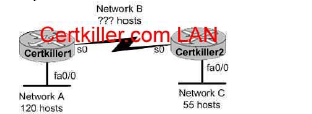 Network B
??? hosts
Certkiller.com LAN
Certkiller1
s0
s0
Certkiller2
fa0/0
fa0/0
Network A
120 hosts
Network C
55 hosts